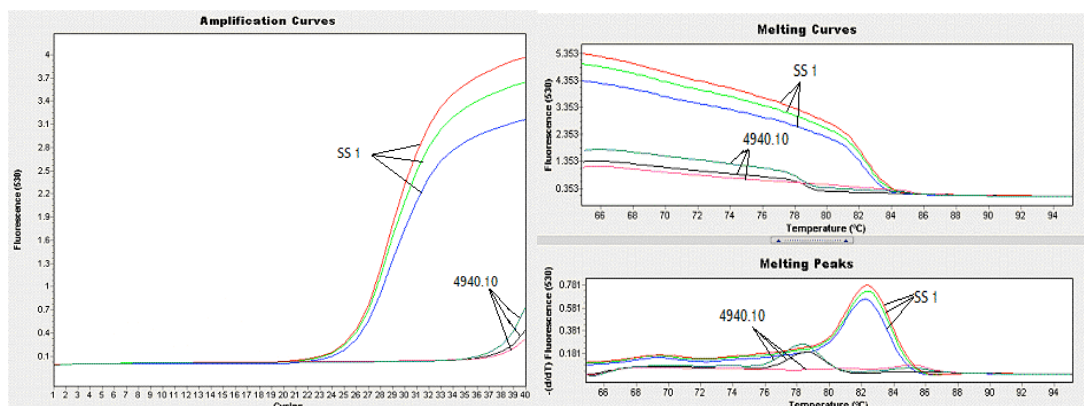 Amplification Curves
Fluorescence (530)
4
3.7
3.4
3.1
2.8
2.5
2.2
1.9
1.6
1.3
1
0.7
0.4
0.1
SS 1
4940.10
1 2 3 4 5 6 7 8 9 10 11 12 13 14 15 16 17 18 19 20 21 22 23 24 25 26 27 28 29 30 31 32 33 34 35 36 37 38 39 40
Cycles
Melting Curves
Fluorescence (530)
5.353
4.353
3.353
2.353
1.353
0.353
SS 1
4940.10
66 68 70 72 74 76 78 80 82 84 86 88 90 92 94
Temperature (°C)
Melting Peaks
-(d/dT) Fluorescence (530)
0.781
0.581
0.381
0.181
4940.10
SS 1
66 68 70 72 74 76 78 80 82 84 86 88 90 92 94
Temperature (°C)